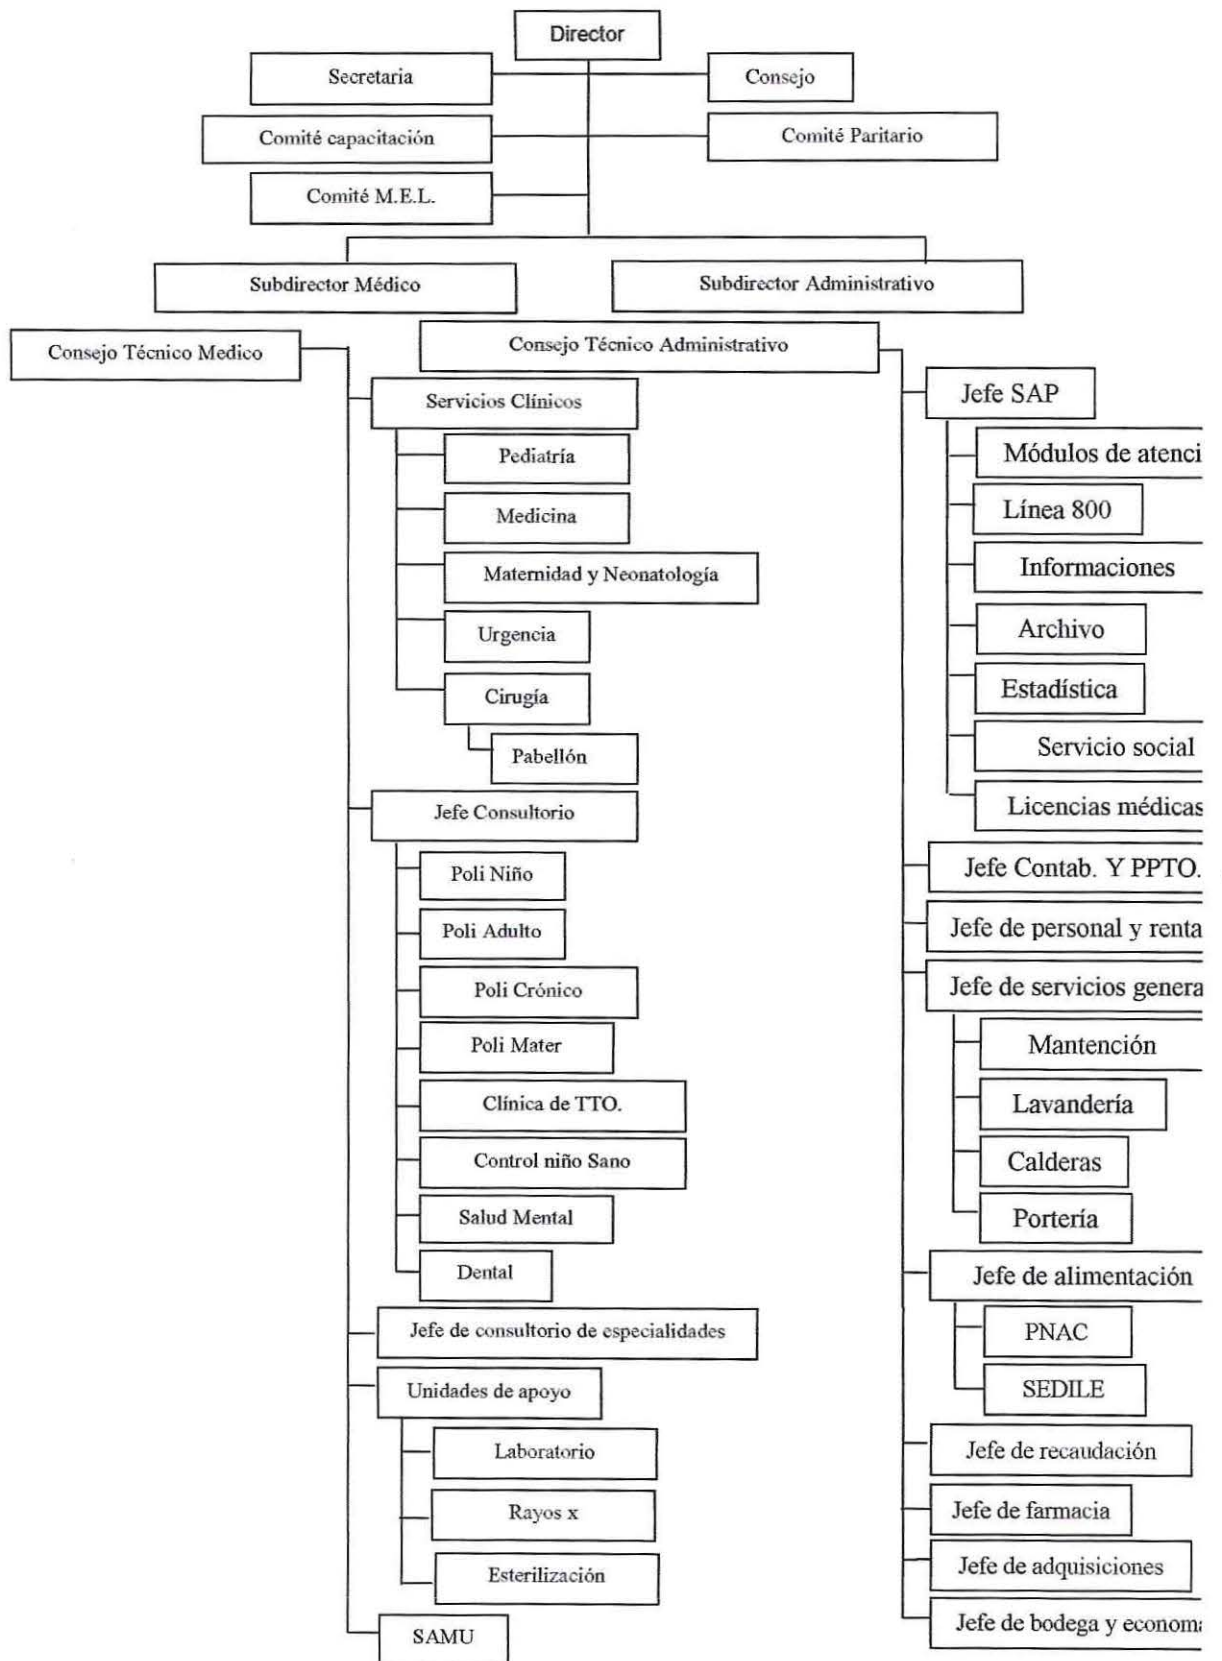 Director
Secretaria
Consejo
Comité capacitación
Comité Paritario
Comité M.E.L.
Subdirector Médico
Subdirector Administrativo
Consejo Técnico Medico
Servicios Clínicos
Pediatría
Medicina
Maternidad y Neonatología
Urgencia
Cirugía
Pabellón
Jefe Consultorio
Poli Niño
Poli Adulto
Poli Crónico
Poli Mater
Clínica de TTO.
Control niño Sano
Salud Mental
Dental
Jefe de consultorio de especialidades
Unidades de apoyo
Laboratorio
Rayos x
Esterilización
SAMU
Consejo Técnico Administrativo
Jefe SAP
Módulos de atenci
Línea 800
Informaciones
Archivo
Estadística
Servicio social
Licencias médicas
Jefe Contab. Y PPTO.
Jefe de personal y renta
Jefe de servicios genera
Mantención
Lavandería
Calderas
Portería
Jefe de alimentación
PNAC
SEDILE
Jefe de recaudación
Jefe de farmacia
Jefe de adquisiciones
Jefe de bodega y econom